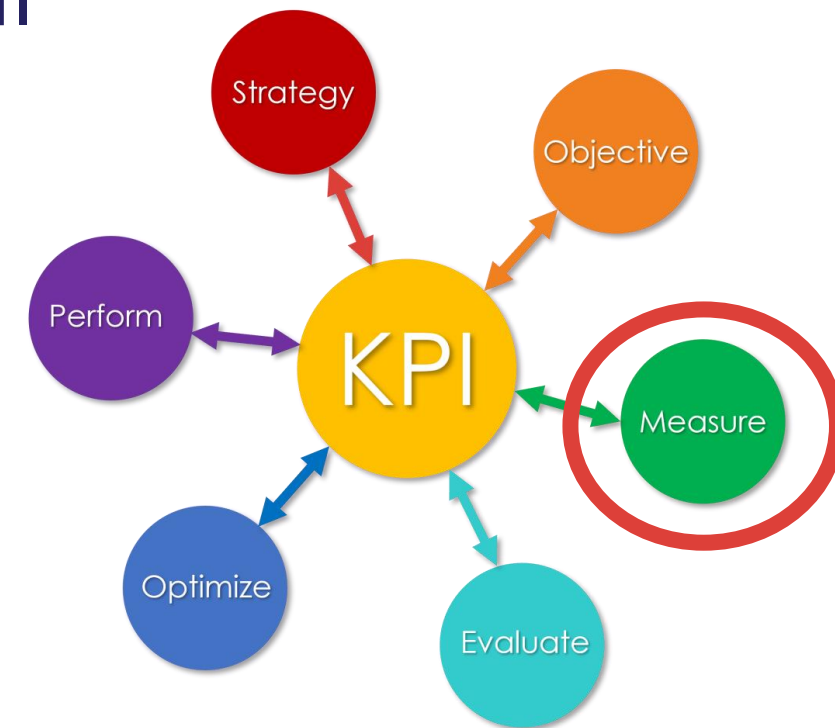 Strategy
Objective
Perform
KPI
Measure
Optimize
Evaluate